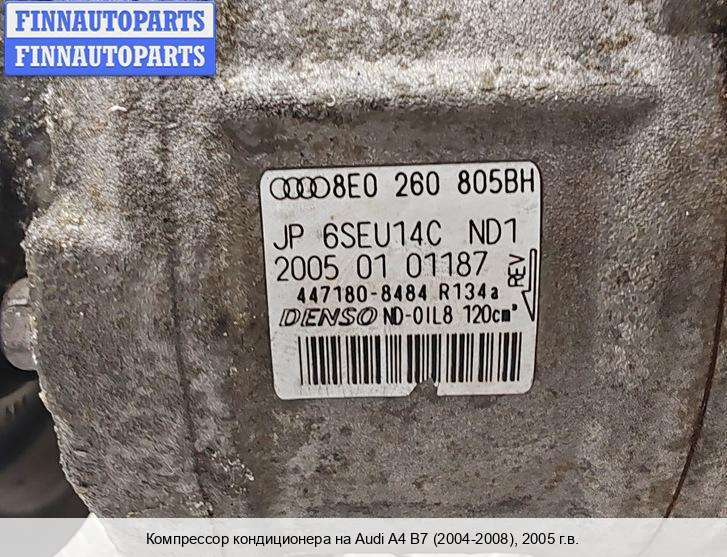 FINNAUTOPARTS
FINNAUTOPARTS
8E0 260 805BH
JP 6SEU14C ND1
2005 01 01187
REV
447180-8484 R134a
DENSO ND-OIL8 120cm³
Компрессор кондиционера на Audi A4 B7 (2004-2008), 2005 г.в.